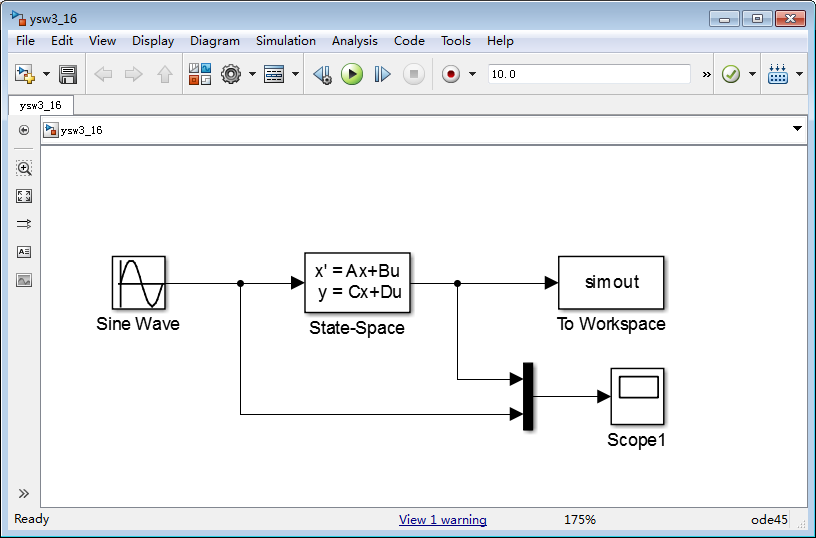 ysw3_16
File Edit View Display Diagram Simulation Analysis Code Tools Help
10.0 »
ysw3_16
ysw3_16
x' = Ax+Bu
y = Cx+Du
simout
Sine Wave
State-Space
To Workspace
Scope1
Ready View 1 warning 175% ode45